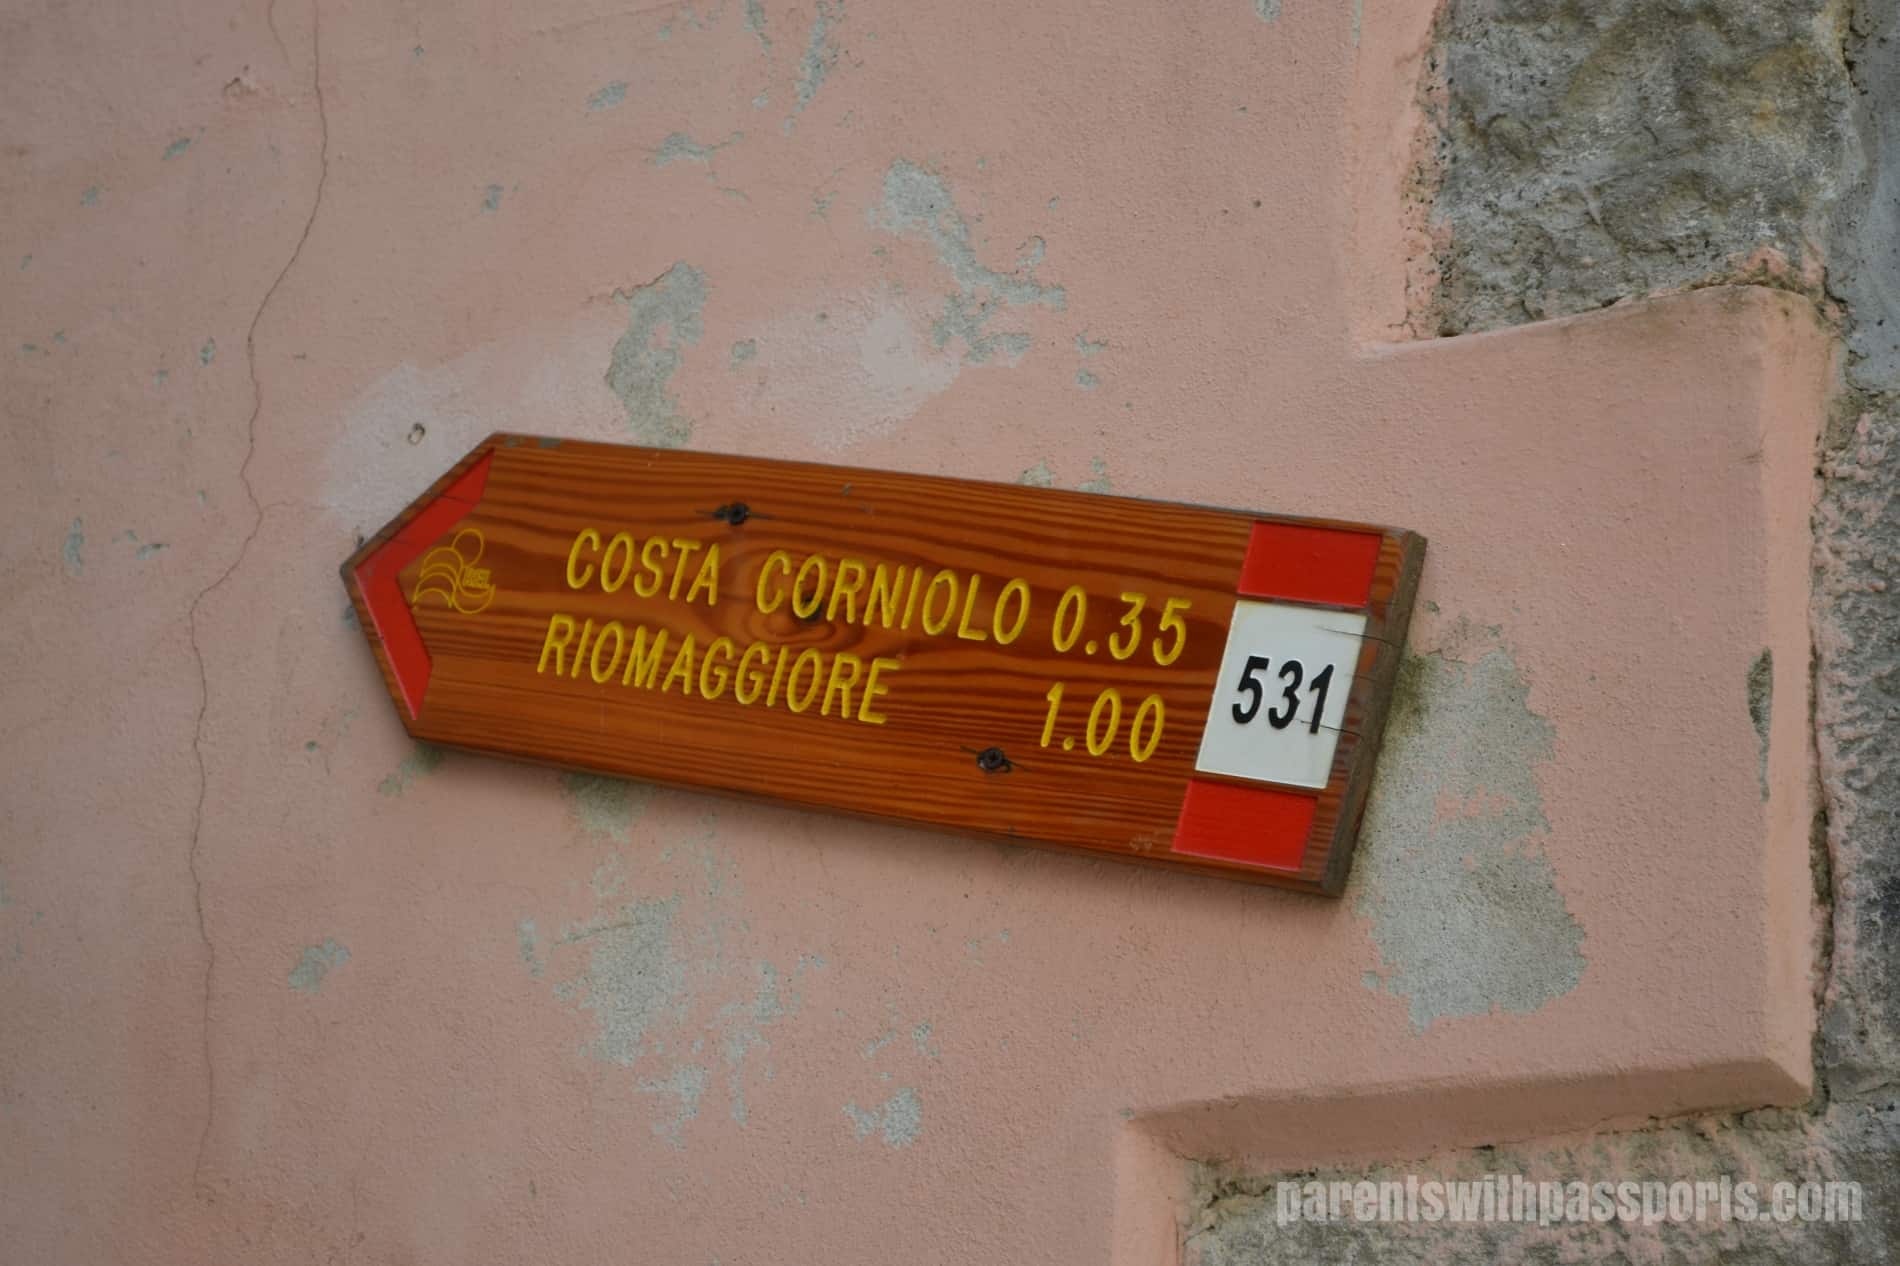 COSTA CORNIOLO 0.35
RIOMAGGIORE 1.00
531
parentswithpassports.com